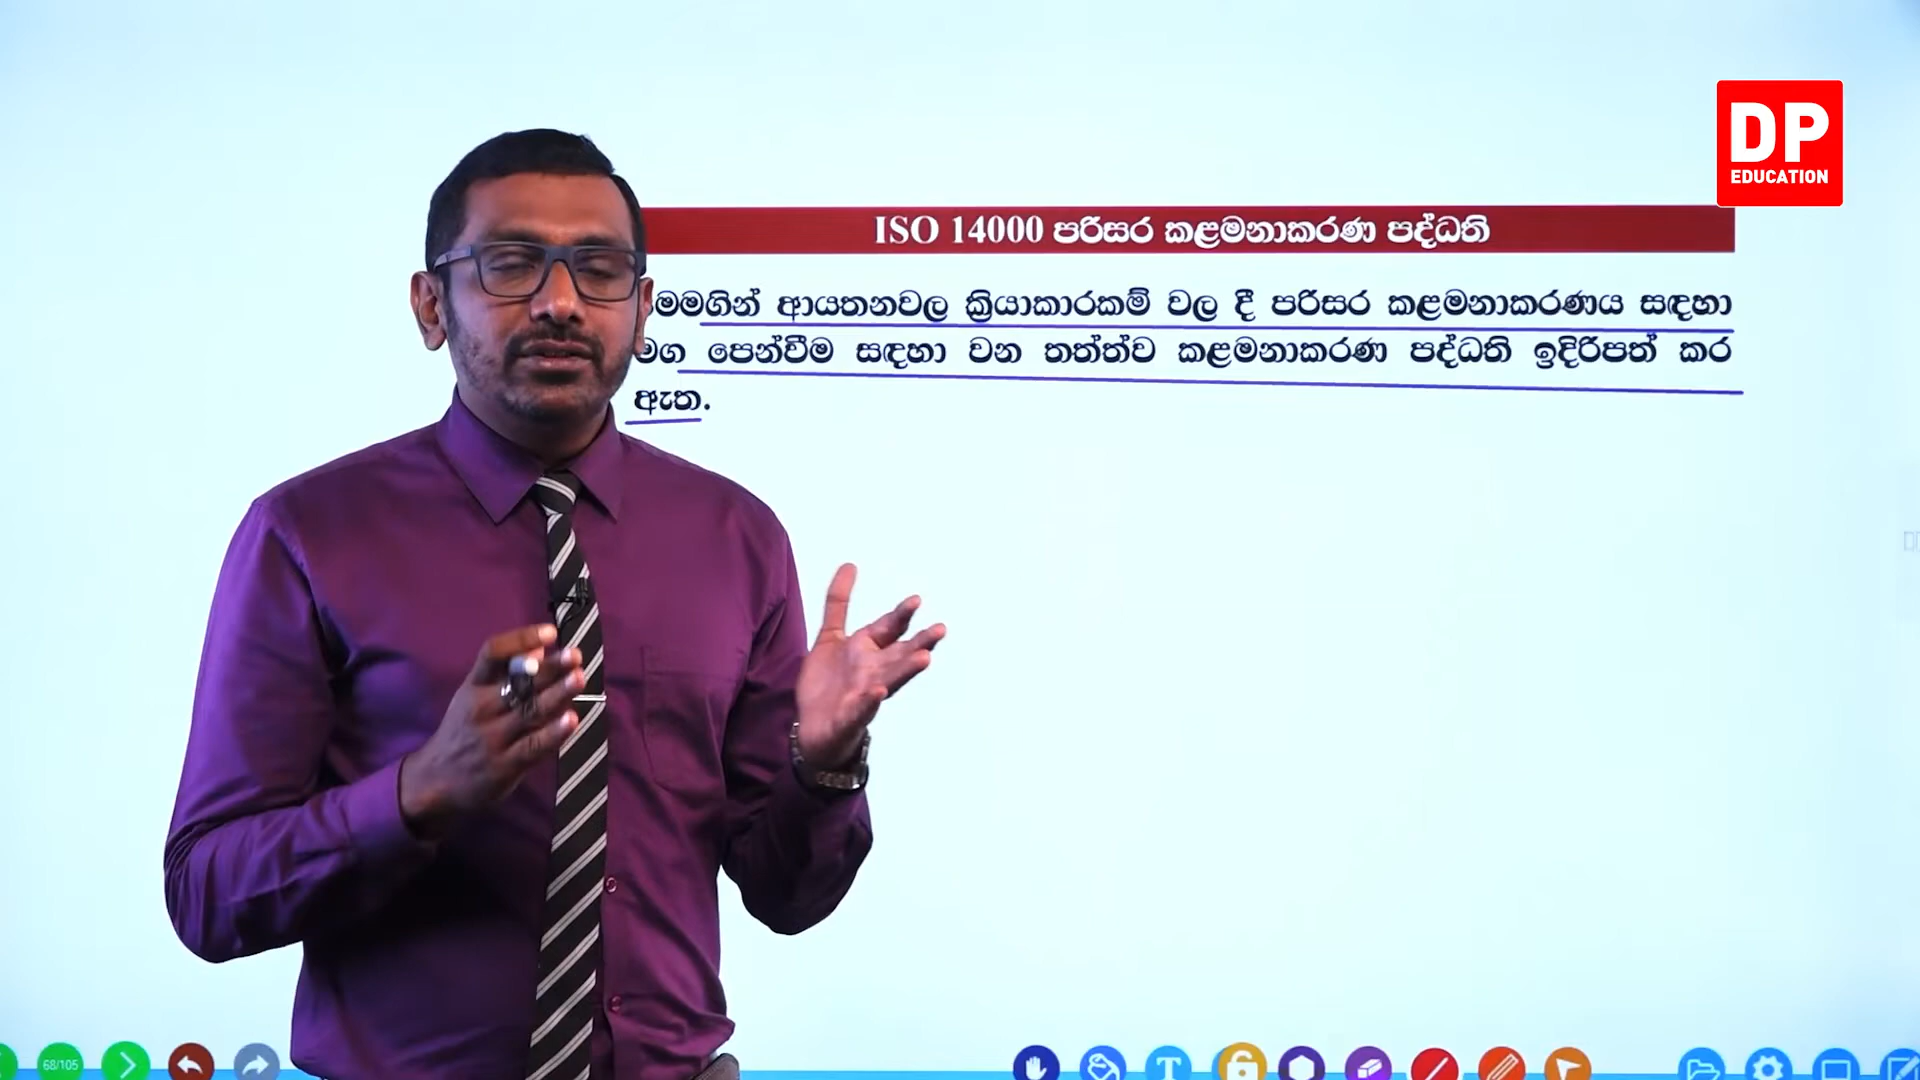 DP
EDUCATION
ISO 14000 පරිසර කළමනාකරණ පද්ධති
මෙමගින් ආයතනවල ක්‍රියාකාරකම් වල දී පරිසර කළමනාකරණය සඳහා
මග පෙන්වීම සඳහා වන තත්ත්ව කළමනාකරණ පද්ධති ඉදිරිපත් කර
ඇත.
68/105
T